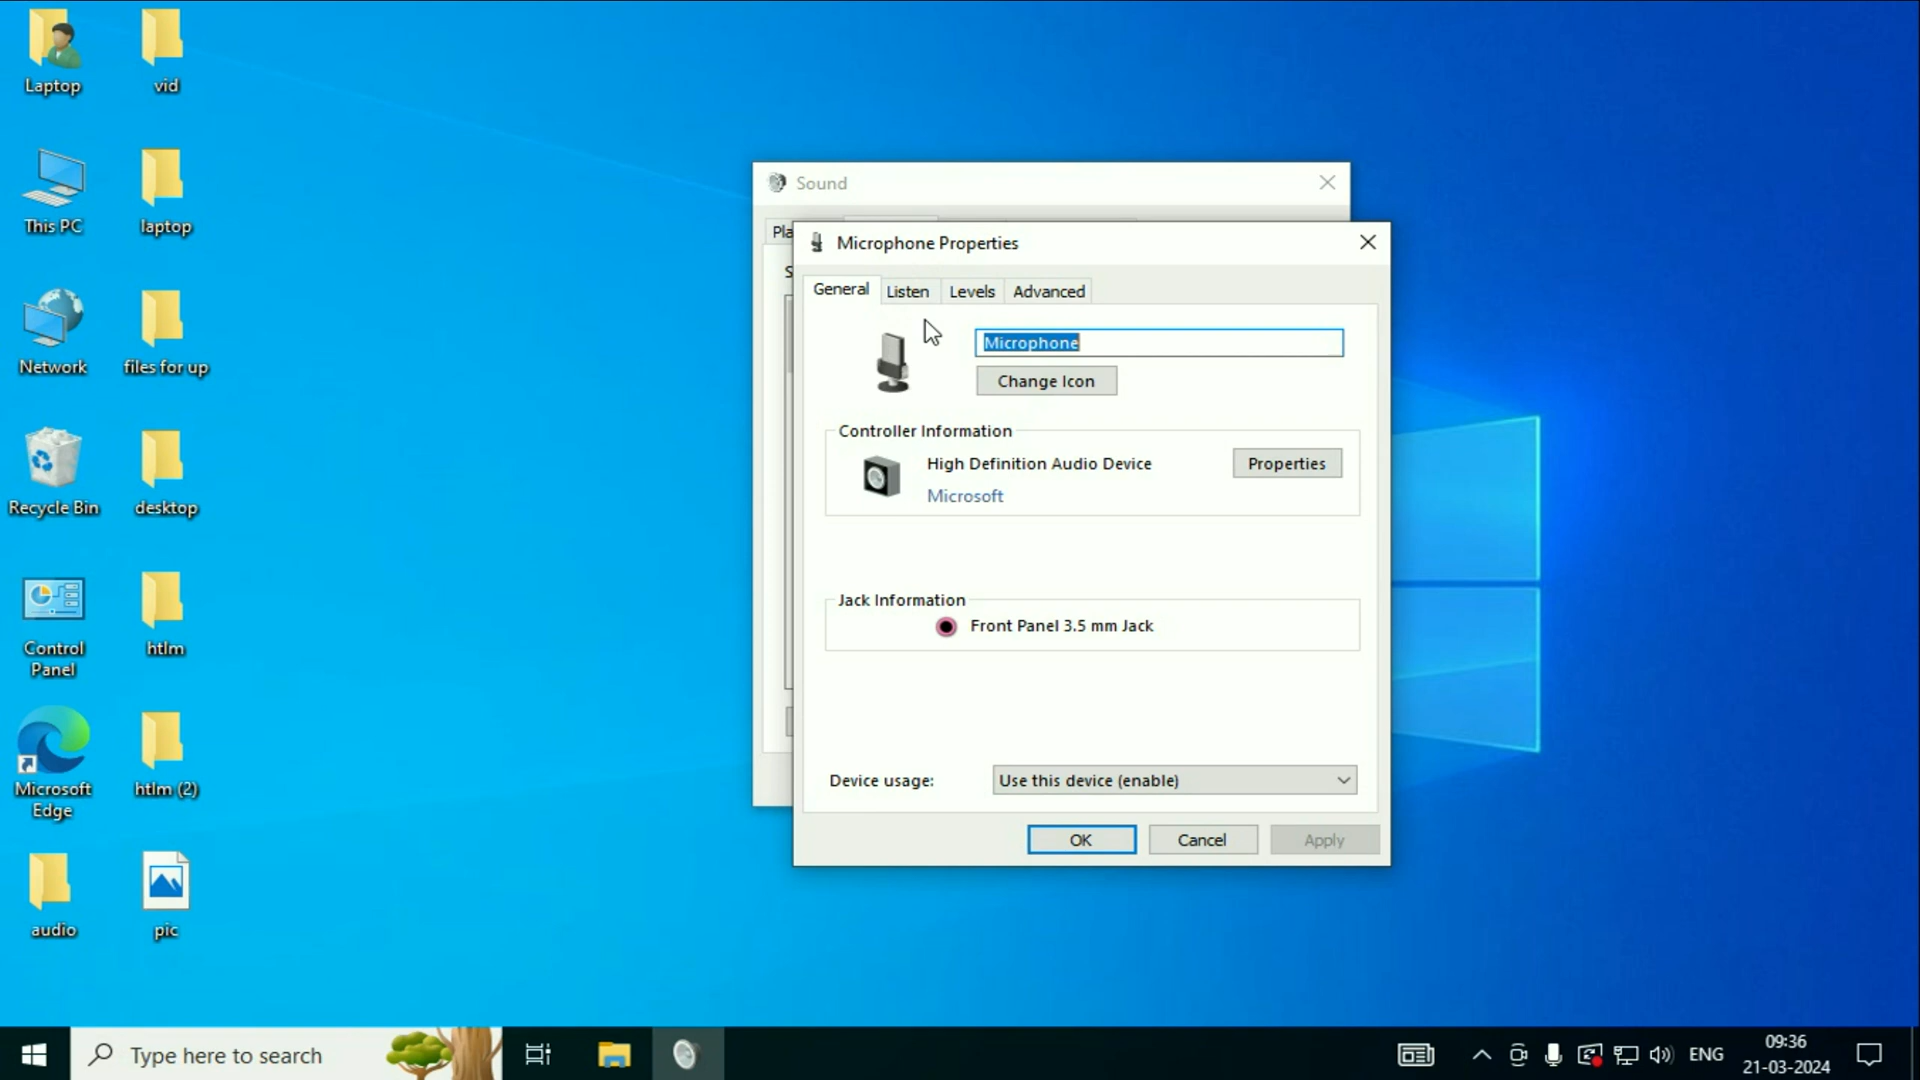 Laptop
vid
This PC
laptop
Network
files for up
Recycle Bin
desktop
Control
Panel
htlm
Microsoft
Edge
htlm (2)
audio
pic
Sound
Pla
S
Microphone Properties
General
Listen
Levels
Advanced
Microphone
Change Icon
Controller Information
High Definition Audio Device
Properties
Microsoft
Jack Information
Front Panel 3.5 mm Jack
Device usage:
Use this device (enable)
OK
Cancel
Apply
Type here to search
ENG
09:36
21-03-2024